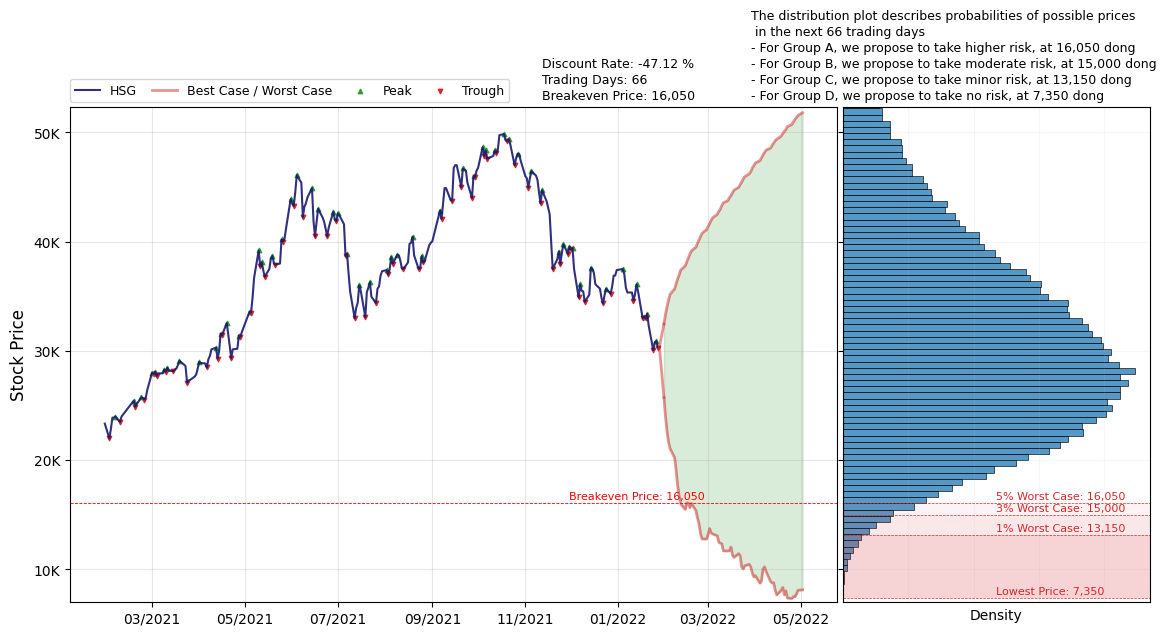 The distribution plot describes probabilities of possible prices
in the next 66 trading days
- For Group A, we propose to take higher risk, at 16,050 dong
- For Group B, we propose to take moderate risk, at 15,000 dong
- For Group C, we propose to take minor risk, at 13,150 dong
- For Group D, we propose to take no risk, at 7,350 dong
Discount Rate: -47.12 %
Trading Days: 66
Breakeven Price: 16,050
HSG
Best Case / Worst Case
Peak
Trough
Stock Price
50K
40K
30K
20K
10K
Breakeven Price: 16,050
5% Worst Case: 16,050
3% Worst Case: 15,000
1% Worst Case: 13,150
Lowest Price: 7,350
03/2021
05/2021
07/2021
09/2021
11/2021
01/2022
03/2022
05/2022
Density